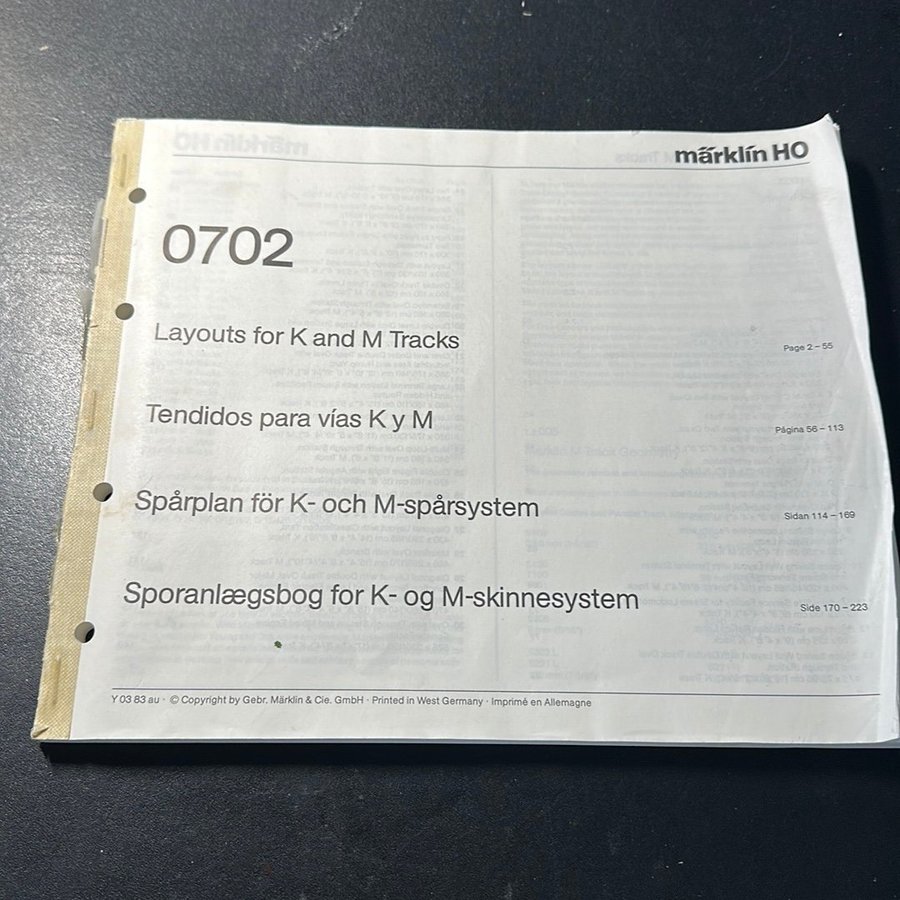 märklin HO
0702
Layouts for K and M Tracks
Page 2 – 55
Tendidos para vías K y M
Página 56 – 113
Spårplan för K- och M-spårsystem
Sidan 114 – 169
Sporanlægsbog for K- og M-skinnesystem
Side 170 – 223
Y 03 83 au · © Copyright by Gebr. Märklin & Cie. GmbH · Printed in West Germany · Imprimé en Allemagne